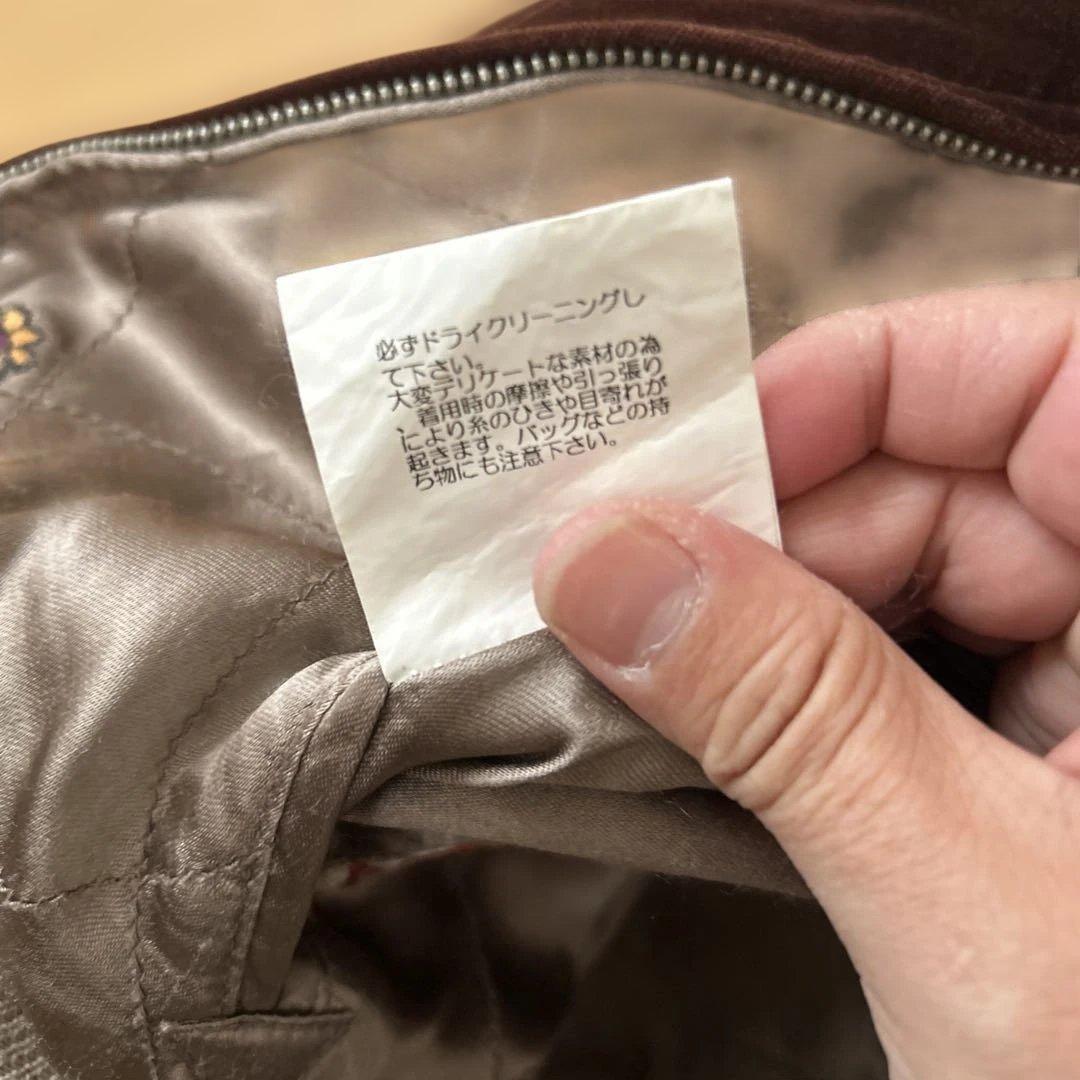 必ずドライクリーニングし
て下さい。
大変デリケートな素材の為
、着用時の摩擦や引っ張り
により糸のひきや目寄れが
起きます。バッグなどの持
ち物にも注意下さい。